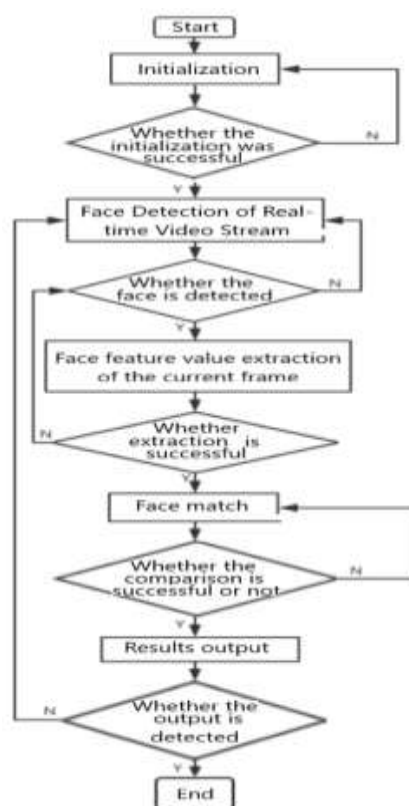 Start
Initialization
N
Whether the
initialization was
successful
Y
Face Detection of Real-
time Video Stream
Whether the
face is detected
N
Y
Face feature value extraction
of the current frame
N
Whether
extraction is
successful
Y
Face match
Whether the
comparison is
successful or not
N
Y
Results output
N
Whether the
output is
detected
Y
End